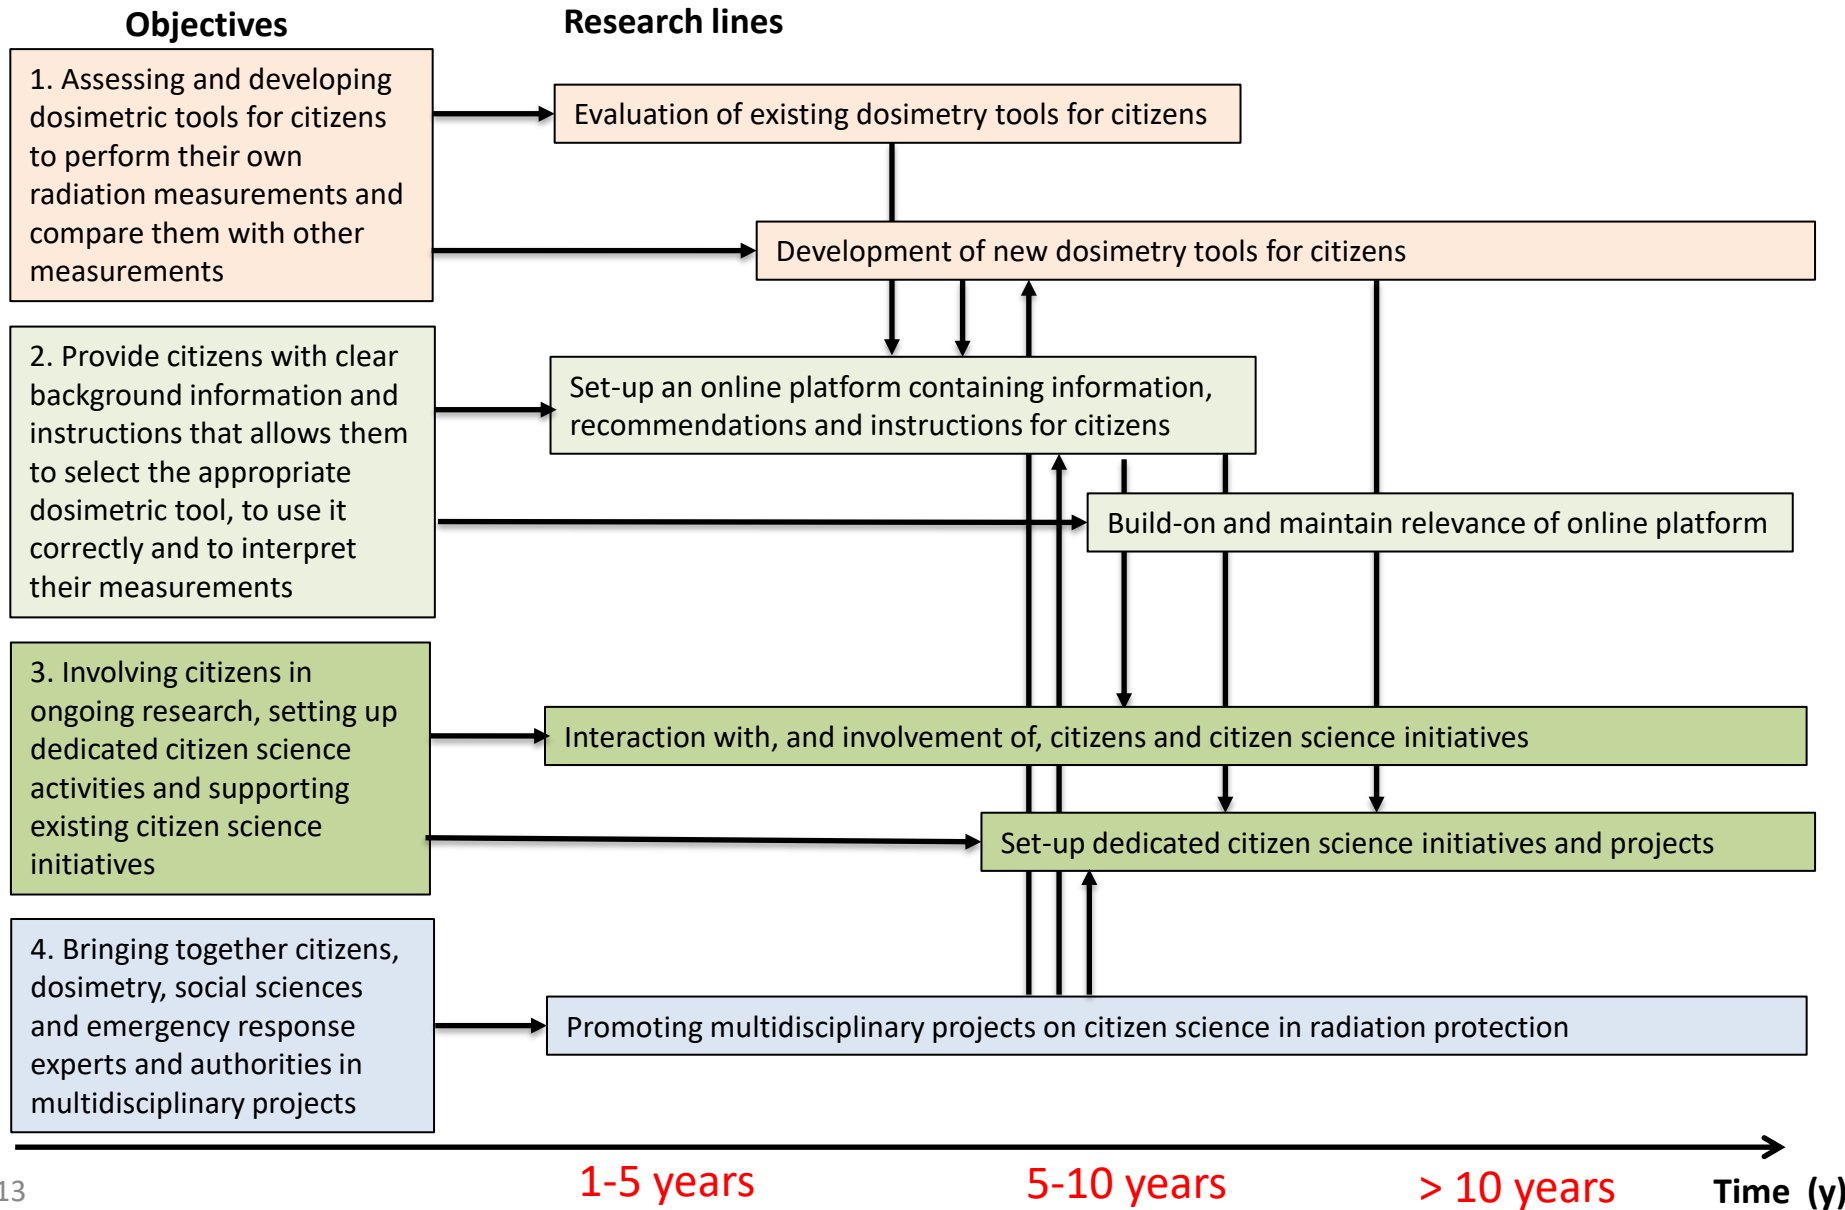 Objectives
Research lines
1. Assessing and developing
dosimetric tools for citizens
to perform their own
radiation measurements and
compare them with other
measurements
Evaluation of existing dosimetry tools for citizens
Development of new dosimetry tools for citizens
2. Provide citizens with clear
background information and
instructions that allows them
to select the appropriate
dosimetric tool, to use it
correctly and to interpret
their measurements
Set-up an online platform containing information,
recommendations and instructions for citizens
Build-on and maintain relevance of online platform
3. Involving citizens in
ongoing research, setting up
dedicated citizen science
activities and supporting
existing citizen science
initiatives
Interaction with, and involvement of, citizens and citizen science initiatives
Set-up dedicated citizen science initiatives and projects
4. Bringing together citizens,
dosimetry, social sciences
and emergency response
experts and authorities in
multidisciplinary projects
Promoting multidisciplinary projects on citizen science in radiation protection
1-5 years
5-10 years
> 10 years
Time (y)
13